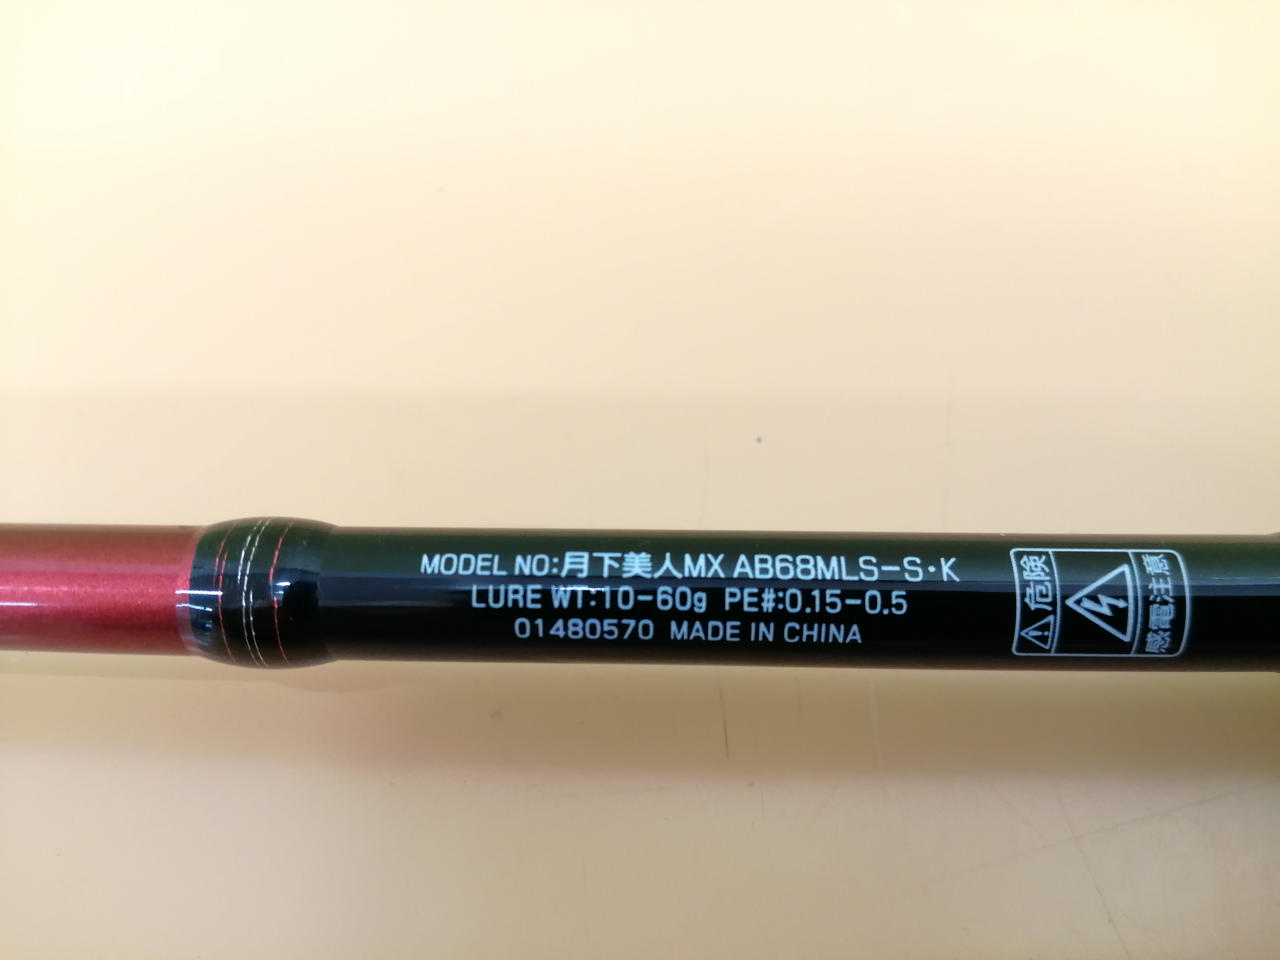 MODEL NO:月下美人MX AB68MLS-S・K
LURE WT:10-60g PE#:0.15-0.5
01480570 MADE IN CHINA
危険
感電注意